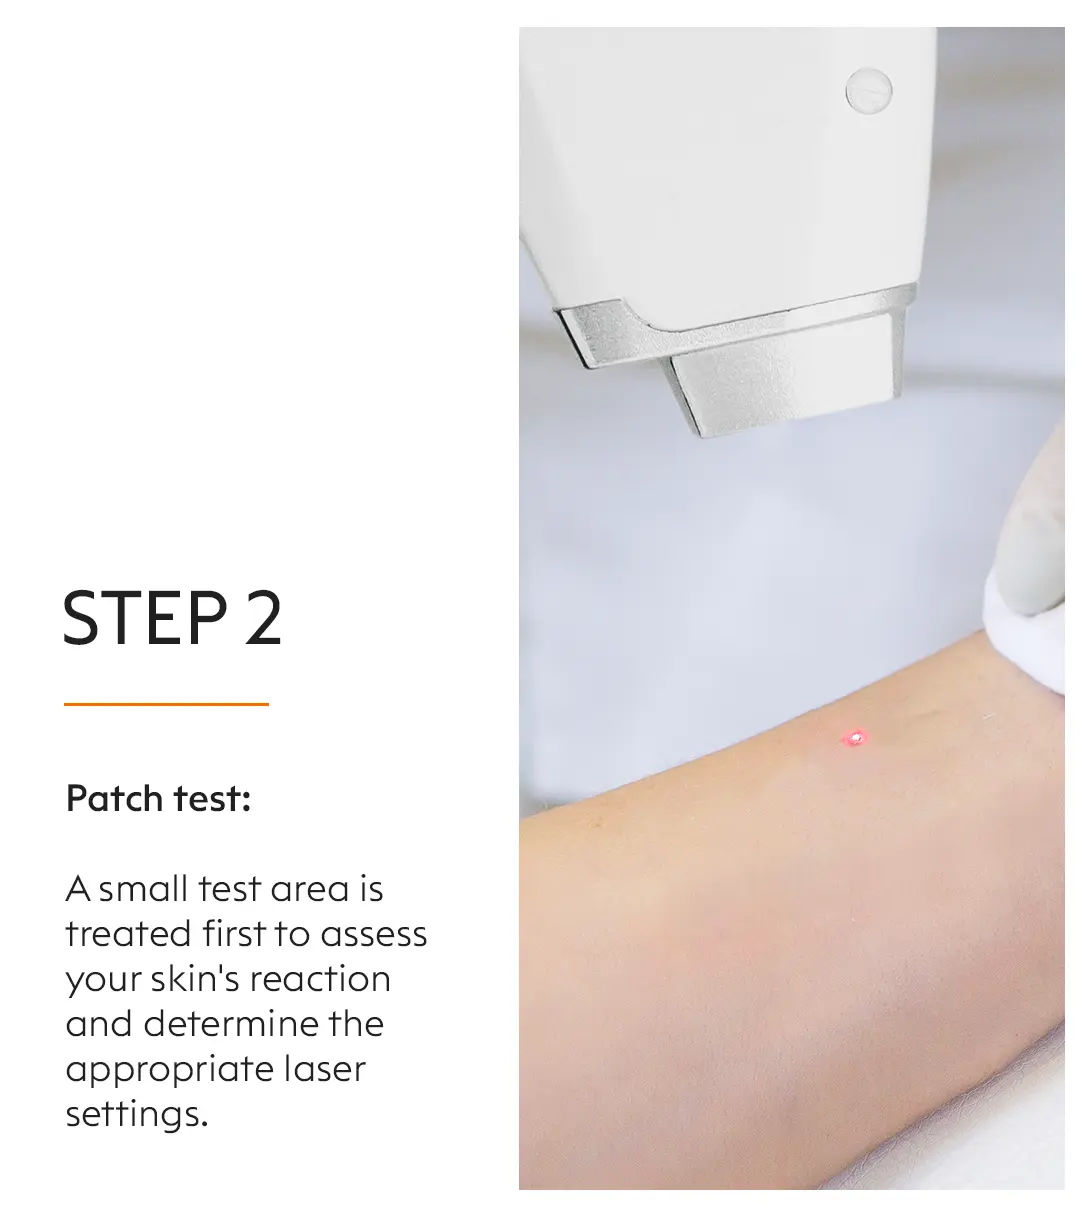 STEP 2
Patch test:
A small test area is
treated first to assess
your skin's reaction
and determine the
appropriate laser
settings.